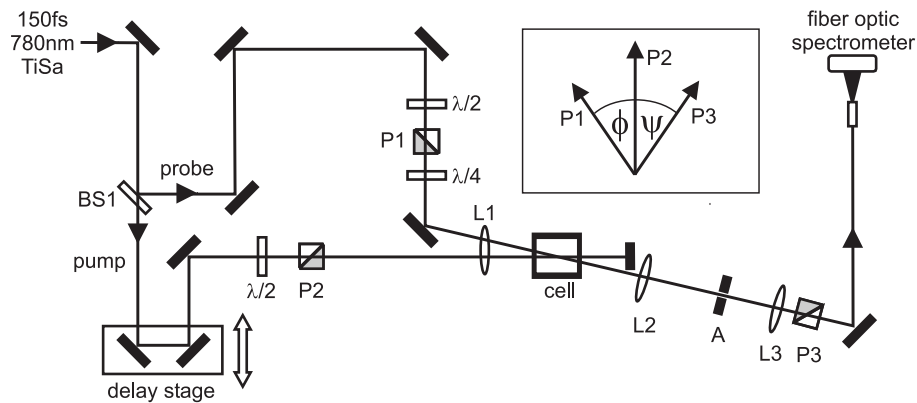 150fs
780nm
TiSa
fiber optic
spectrometer
P2
P1
P3
ϕ
ψ
λ/2
P1
λ/4
probe
BS1
L1
pump
λ/2
P2
cell
L2
A
L3
P3
delay stage